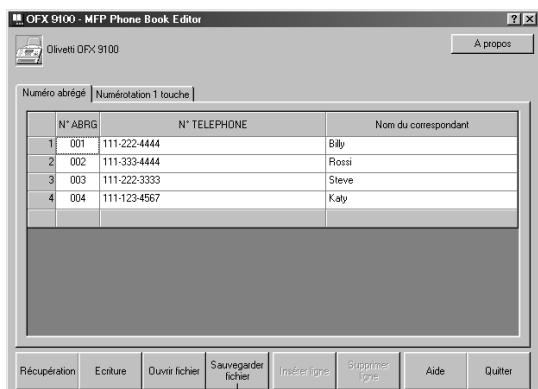 OFX 9100 - MFP Phone Book Editor
Olivetti OFX 9100
A propos
Numéro abrégé Numérotation 1 touche
N° ABRG N° TELEPHONE Nom du correspondant
1 001 111-222-4444 Billy
2 002 111-333-4444 Rossi
3 003 111-222-3333 Steve
4 004 111-123-4567 Katy
Récupération Ecriture Ouvrir fichier Sauvegarder fichier Insérer ligne Supprimer ligne Aide Quitter